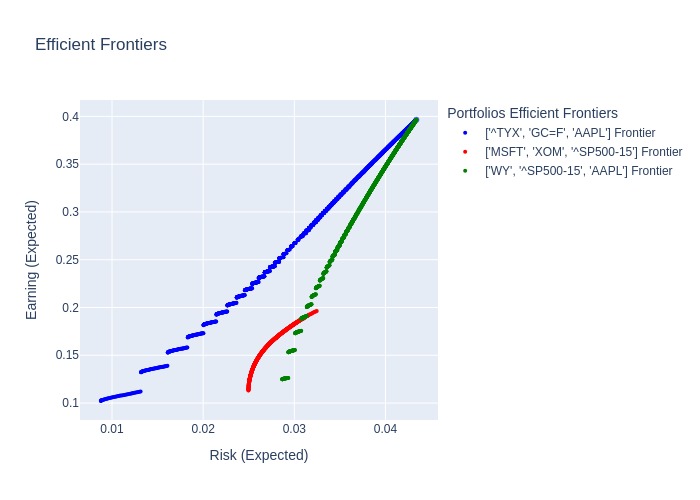 Efficient Frontiers
Portfolios Efficient Frontiers
['^TYX', 'GC=F', 'AAPL'] Frontier
['MSFT', 'XOM', '^SP500-15'] Frontier
['WY', '^SP500-15', 'AAPL'] Frontier
Earning (Expected)
0.4
0.35
0.3
0.25
0.2
0.15
0.1
0.01 0.02 0.03 0.04
Risk (Expected)